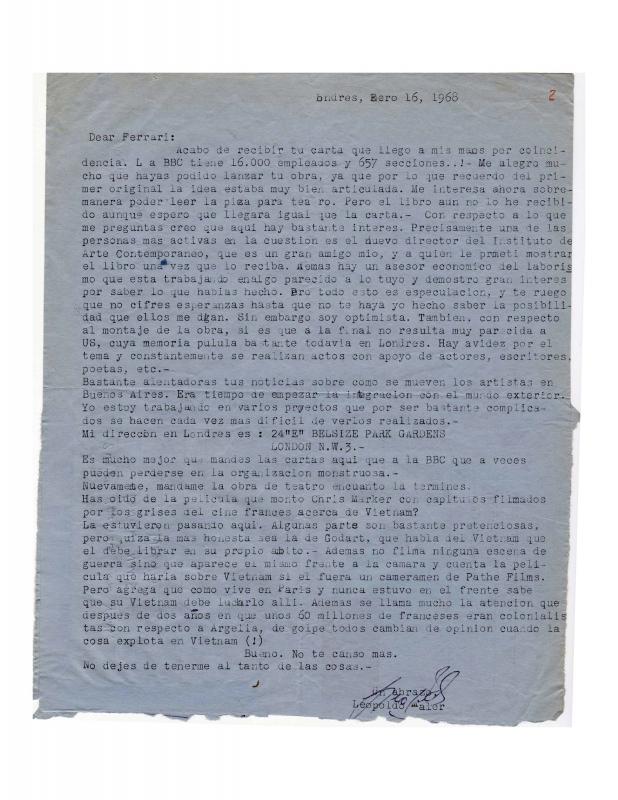 ondres, Enero 16, 1968 2
Dear Ferrari:
Acabo de recibir tu carta que llego a mis manos por coinci-
dencia. L a BBC tiene 16.000 empleados y 657 secciones..!- Me alegro mu-
cho que hayas podido lanzar tu obra, ya que por lo que recuerdo del pri-
mer original la idea estaba muy bien articulada. Me interesa ahora sobre-
manera poder leer la piza para teatro. Pero el libro aun no lo he recibi-
do aunque espero que llegara igual que la carta.- Con respecto a lo que
me preguntas creo que aqui hay bastante interes. Precisamente una de las
personas mas activas en la cuestion es el nuevo director del Instituto de
Arte Contemporaneo, que es un gran amigo mio, y a quien le prmeti mostrar
el libro una vez que lo reciba. Aemas hay un asesor economico del laboris
mo que esta trabajando enalgo parecido a lo tuyo y demostro gran interes
por saber lo que habias hecho. Pro todo esto es especulacion, y te ruego
que no cifres esperanzas hasta que no te haya yo hecho saber la posibili-
dad que ellos me dgan. Sin embargo soy optimista. Tambien, con respecto
al montaje de la obra, si es que a la final no resulta muy parecida a
US, cuya memoria pulula bastante todavia en Londres. Hay avidez por el
tema y constantemente se realizan actos con apoyo de actores, escritores,
poetas, etc.-
Bastante alentadoras tus noticias sobre como se mueven los artistas en
Buenos Aires. Era tiempo de empezar la integracion con el mundo exterior.
Yo estoy trabajando en varios pryectos que por ser bastante complica-
dos se hacen cada vez mas dificil de verlos realizados.-
Mi direccon en Londres es : 24"E" BELSIZE PARK GARDENS
LONDON N.W.3.-
Es mucho mejor que mandes las cartas aqui que a la BBC que a veces
pueden perderse en la organizacion monstruosa.-
Nuevamete, mandame la obra de teatro encuanto la termines.
Has oido de la pelicula que monto Chris Marker con capitulos filmados
por los grises del cine frances acerca de Vietnam?
La estuvieron pasando aqui. Algunas parte son bastante pretenciosas,
pero quiza la mas honesta sea la de Godart, que habla del Vietnam que
el debe librar en su propio ambito.- Ademas no filma ninguna escena de
guerra sino que aparece el mismo frente a la camara y cuenta la peli-
cula que haria sobre Vietnam si el fuera un cameramen de Pathe Films.
Pero agrega que como vive en Paris y nunca estuvo en el frente sabe
que su Vietnam debe lucharlo alli. Ademas se llama mucho la atencion que
despues de dos años en que unos 60 millones de franceses eran colonialis
tas con respecto a Argelia, de golpe todos cambian de opinion cuando la
cosa explota en Vietnam (!)
Bueno. No te canso mas.
No dejes de tenerme al tanto de las cosas.-
Un Abrazo,
Leopoldo Maler